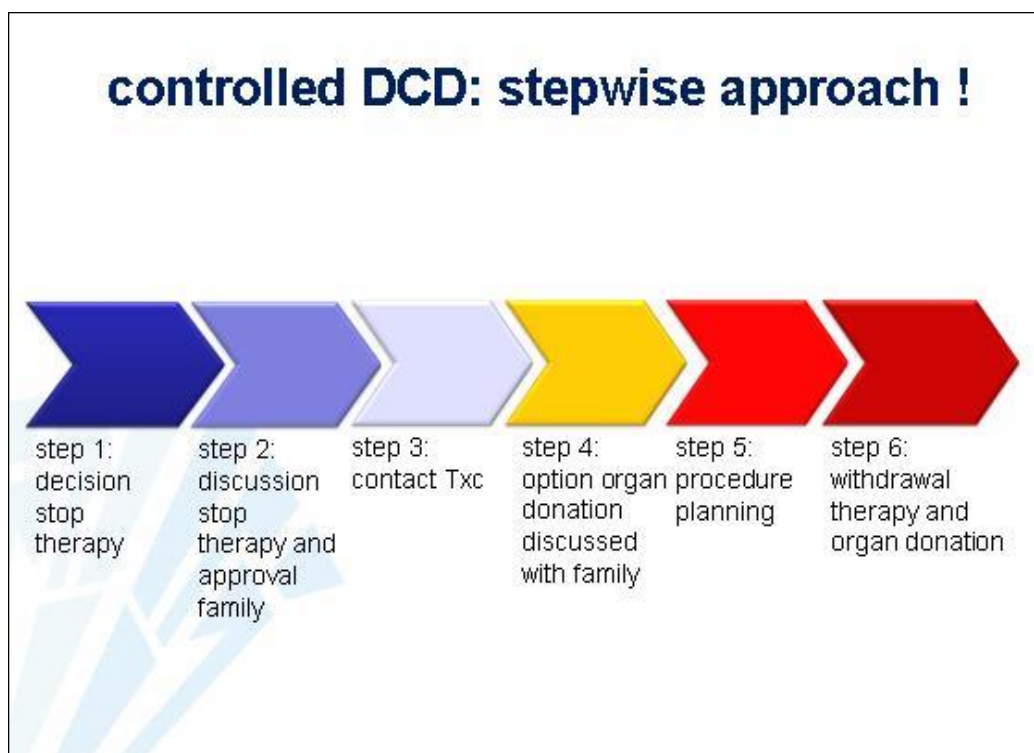 controlled DCD: stepwise approach !
step 1:
decision
stop
therapy
step 2:
discussion
stop
therapy and
approval
family
step 3:
contact Txc
step 4:
option organ
donation
discussed
with family
step 5:
procedure
planning
step 6:
withdrawal
therapy and
organ donation